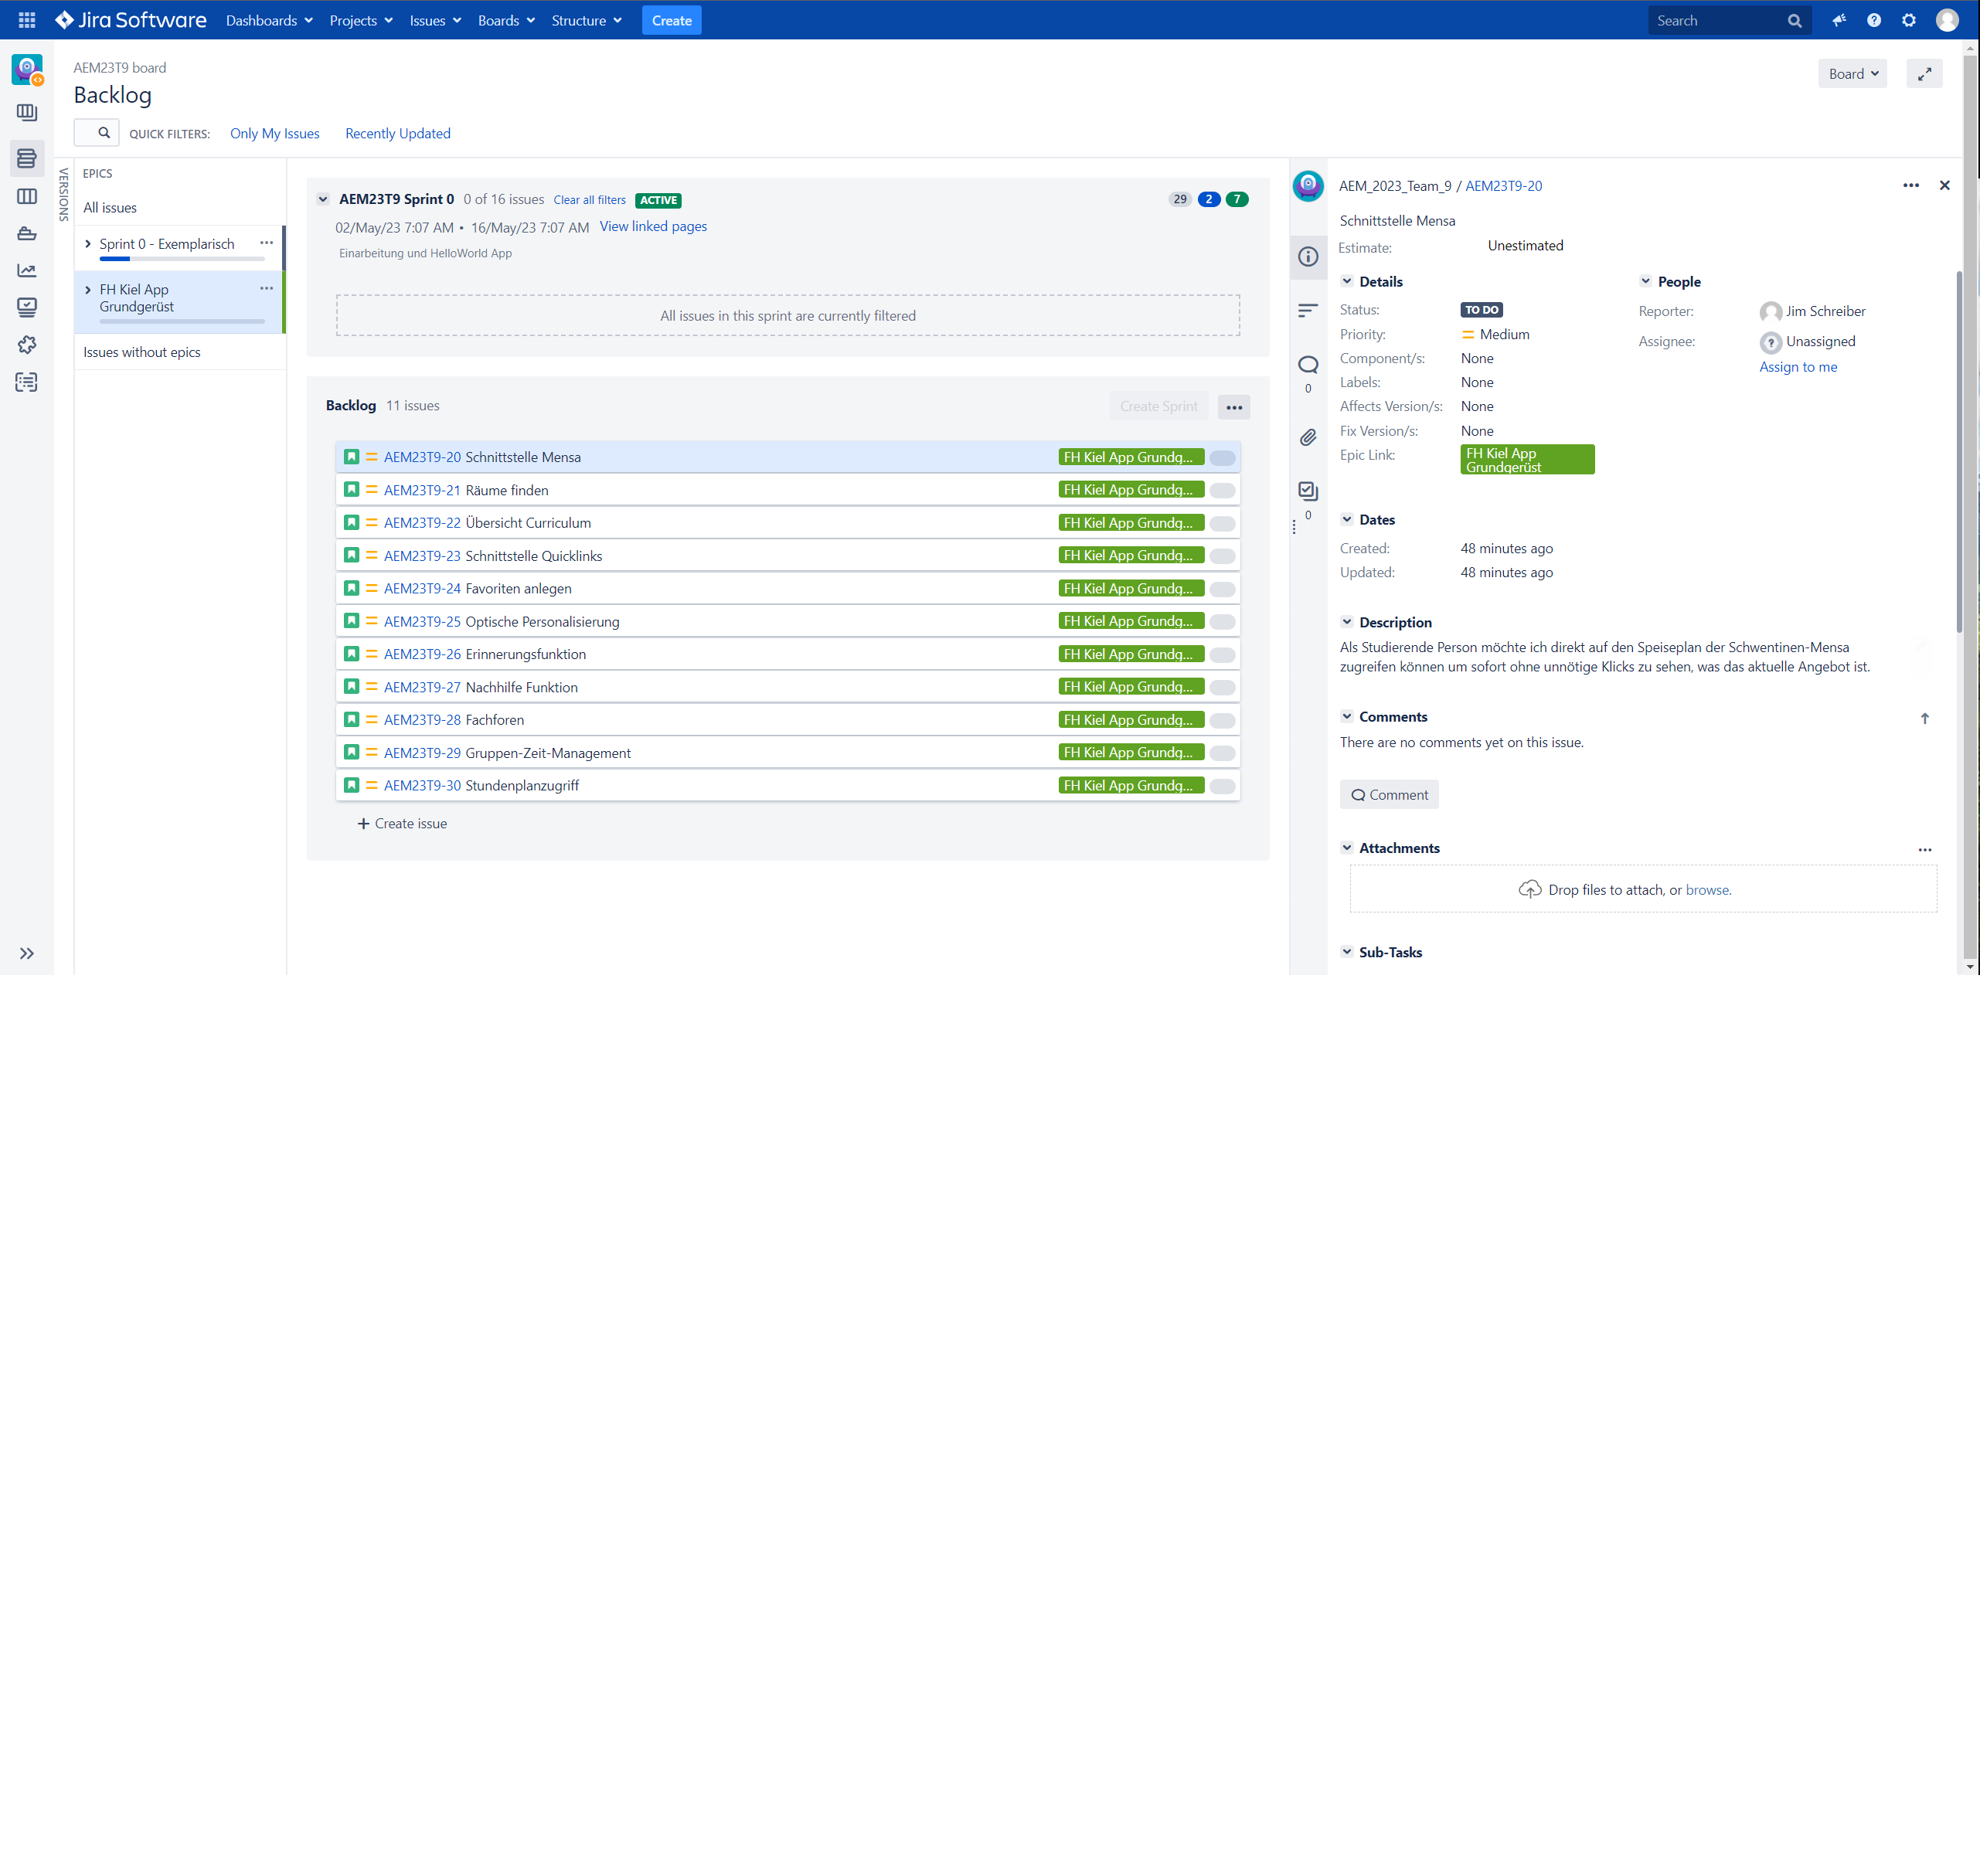 Jira Software Dashboards Projects Issues Boards Structure Create Search
AEM23T9 board
Backlog
Board
QUICK FILTERS: Only My Issues Recently Updated
VERSIONS
EPICS
All issues
Sprint 0 - Exemplarisch
FH Kiel App
Grundgerüst
Issues without epics
AEM23T9 Sprint 0 0 of 16 issues Clear all filters ACTIVE 29 2 7
02/May/23 7:07 AM • 16/May/23 7:07 AM View linked pages
Einarbeitung und HelloWorld App
All issues in this sprint are currently filtered
Backlog 11 issues Create Sprint
AEM23T9-20 Schnittstelle Mensa FH Kiel App Grundg...
AEM23T9-21 Räume finden FH Kiel App Grundg...
AEM23T9-22 Übersicht Curriculum FH Kiel App Grundg...
AEM23T9-23 Schnittstelle Quicklinks FH Kiel App Grundg...
AEM23T9-24 Favoriten anlegen FH Kiel App Grundg...
AEM23T9-25 Optische Personalisierung FH Kiel App Grundg...
AEM23T9-26 Erinnerungsfunktion FH Kiel App Grundg...
AEM23T9-27 Nachhilfe Funktion FH Kiel App Grundg...
AEM23T9-28 Fachforen FH Kiel App Grundg...
AEM23T9-29 Gruppen-Zeit-Management FH Kiel App Grundg...
AEM23T9-30 Stundenplanzugriff FH Kiel App Grundg...
+ Create issue
0
0
AEM_2023_Team_9 / AEM23T9-20
Schnittstelle Mensa
Estimate: Unestimated
Details
Status: TO DO
Priority: Medium
Component/s: None
Labels: None
Affects Version/s: None
Fix Version/s: None
Epic Link: FH Kiel App
Grundgerüst
People
Reporter: Jim Schreiber
Assignee: Unassigned
Assign to me
Dates
Created: 48 minutes ago
Updated: 48 minutes ago
Description
Als Studierende Person möchte ich direkt auf den Speiseplan der Schwentinen-Mensa
zugreifen können um sofort ohne unnötige Klicks zu sehen, was das aktuelle Angebot ist.
Comments
There are no comments yet on this issue.
Comment
Attachments
Drop files to attach, or browse.
Sub-Tasks